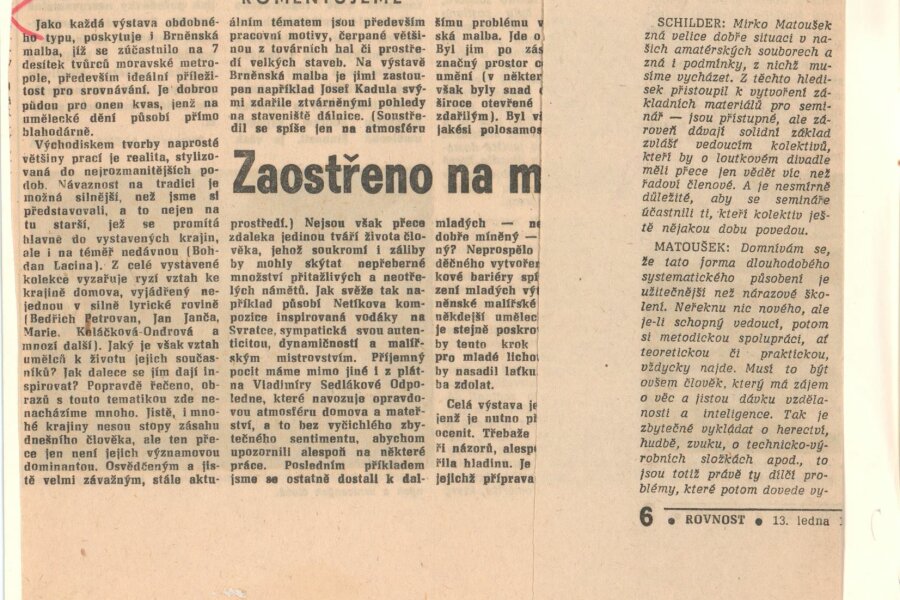 KOMENTUJEME
Zaostřeno na m
Jako každá výstava obdobné-
ho typu, poskytuje i Brněnská
malba, jíž se zúčastnilo na 7
desítek tvůrců moravské metro-
pole, především ideální příleži-
tost pro srovnávání. Je dobrou
půdou pro onen kvas, jenž na
umělecké dění působí přímo
blahodárně.
Východiskem tvorby naprosté
většiny prací je realita, stylizo-
vaná do nejrozmanitějších po-
dob. Návaznost na tradici je
možná silnější, než jsme si
představovali, a to nejen na
tu starší, jež se promítá
hlavně do vystavených krajin,
ale i na téměř nedávnou (Boh-
dan Lacina). Z celé vystavené
kolekce vyzařuje ryzí vztah ke
krajině domova, vyjádřený ne-
jednou v silně lyrické rovině
(Bedřich Petrovan, Jan Janča,
Marie Keláčková-Ondrová a
mnozí další). Jaký je však vztah
umělců k životu jejich součas-
níků? Jak dalece se jím dají in-
spirovat? Popravdě řečeno, obra-
zů s touto tematikou zde ne-
nacházíme mnoho. Jistě, i mno-
hé krajiny nesou stopy zásahu
dnešního člověka, ale ten pře-
ce jen není jejich významovou
dominantou. Osvědčeným a jis-
tě velmi závažným, stále aktu-
álním tématem jsou především
pracovní motivy, čerpané větši-
nou z továrních hal či prostře-
dí velkých staveb. Na výstavě
Brněnská malba je jimi zastou-
pen například Josef Kadula svý-
mi zdařile ztvárněnými pohledy
na staveniště dálnice. (Soustře-
dil se spíše jen na atmosféru
prostředí.) Nejsou však přece
zdaleka jedinou tváří života člo-
věka, jehož soukromí i záliby
by mohly skýtat nepřeberné
množství přitažlivých a neotře-
lých námětů. Jak svěže tak na-
příklad působí Netíkova kom-
pozice inspirovaná vodáky na
Svratce, sympatická svou auten-
ticitou, dynamičností a malíř-
ským mistrovstvím. Příjemný
pocit máme mimo jiné i z plát-
na Vladimíry Sedlákové Odpo-
ledne, které navozuje opravdo-
vou atmosféru domova a mateř-
ství, a to bez vyčichlého zby-
tečného sentimentu, abychom
upozornili alespoň na některé
práce. Posledním příkladem
jsme se ostatně dostali k dal-
šímu problému v
ská malba. Jde o
Byl jim po zás
značný prostor
umění (v někter
však byly snad
široce otevřené
zdařilým). Byl
jakési polosamos
mladých — ne
dobře míněný —
ný? Neprospělo
děčného vytvořen
kové bariéry
zení mladých
něnské malířské
někdejší umělec
je stejně poskro
by tento krok
pro mladé lichot
by nasadil laťku
ba zdolat.
Celá výstava je
jenž je nutno
ocenit. Třebaže
ři názorů, alesp
řila hladinu. Je
jejichž příprava
SCHILDER: Mirko Matoušek
zná velice dobře situaci v na-
šich amatérských souborech a
zná i podmínky, z nichž mu-
síme vycházet. Z těchto hledi-
sek přistoupil k vytvoření zá-
kladních materiálů pro semi-
nář — jsou přístupné, ale zá-
roveň dávají solidní základ
zvlášť vedoucím kolektivů,
kteří by o loutkovém divadle
měli přece jen vědět víc než
řadoví členové. A je nesmírně
důležité, aby se semináře
účastnili ti, kteří kolektiv ješ-
tě nějakou dobu povedou.
MATOUŠEK: Domnívám se,
že tato forma dlouhodobého
systematického působení je
užitečnější než nárazové ško-
lení. Neřeknu nic nového, ale
je-li schopný vedoucí, potom
si metodickou spolupráci, ať
teoretickou či praktickou,
vždycky najde. Musí to být
ovšem člověk, který má zájem
o věc a jistou dávku vzděla-
nosti a inteligence. Tak je
zbytečné vykládat o herectví,
hudbě, zvuku, o technicko-vý-
robních složkách apod., to
jsou totiž právě ty dílčí pro-
blémy, které potom dovede vy-
6 ● ROVNOST ● 13. ledna